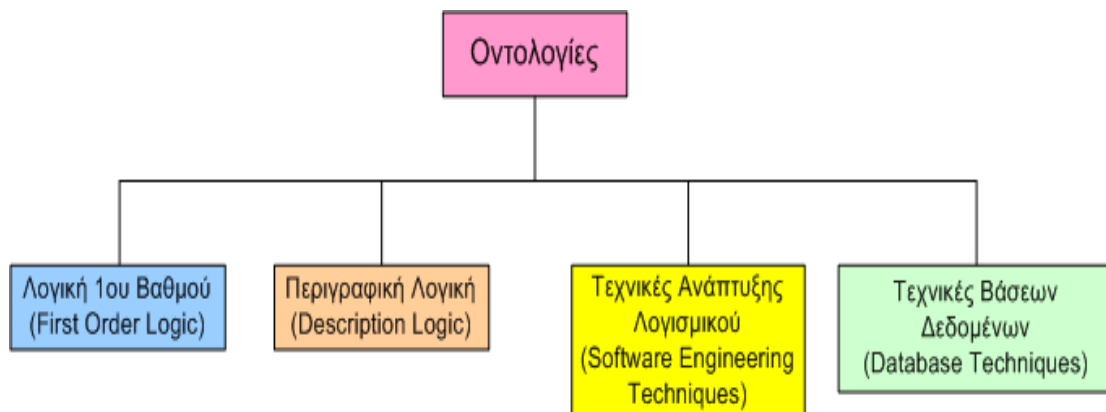 Οντολογίες
Λογική 1ου Βαθμού
(First Order Logic)
Περιγραφική Λογική
(Description Logic)
Τεχνικές Ανάπτυξης
Λογισμικού
(Software Engineering
Techniques)
Τεχνικές Βάσεων
Δεδομένων
(Database Techniques)